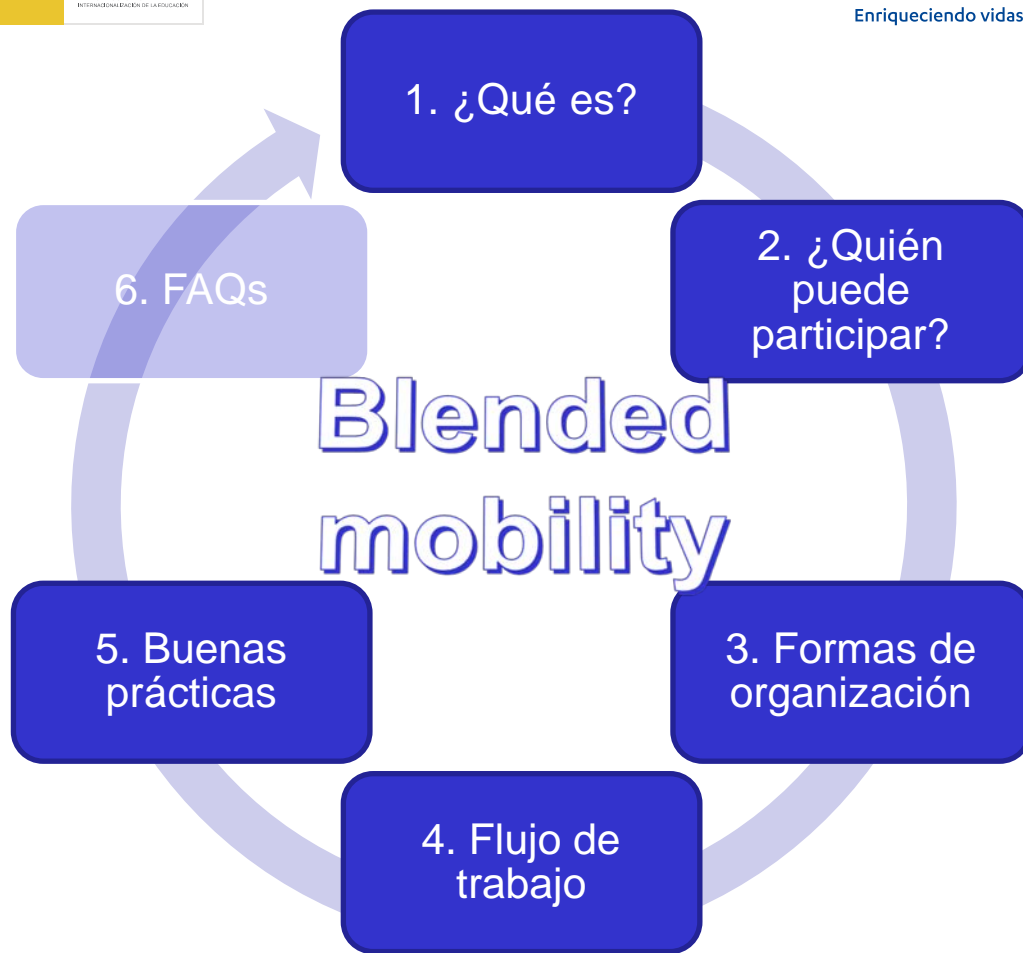 INTERNACIONALIZACIÓN DE LA EDUCACIÓN
Enriqueciendo vidas
1. ¿Qué es?
2. ¿Quién
puede
participar?
6. FAQs
Blended
mobility
5. Buenas
prácticas
3. Formas de
organización
4. Flujo de
trabajo